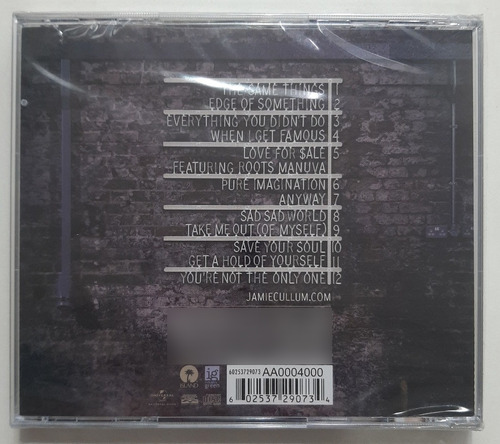 THE SAME THINGS 1
EDGE OF SOMETHING 2
EVERYTHING YOU DIDN'T DO 3
WHEN I GET FAMOUS 4
LOVE FOR $ALE 5
FEATURING ROOTS MANUVA
PURE IMAGINATION 6
ANYWAY 7
SAD SAD WORLD 8
TAKE ME OUT (OF MYSELF) 9
SAVE YOUR SOUL 10
GET A HOLD OF YOURSELF 11
YOU'RE NOT THE ONLY ONE 12
JAMIECULLUM.COM
60253729073 AA0004000
ISLAND
6 02537 29073 4